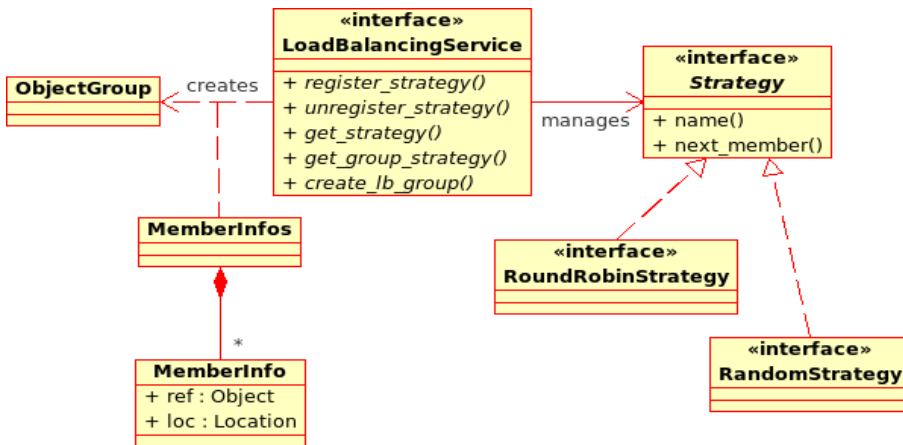 «interface»
LoadBalancingService
+ register_strategy()
+ unregister_strategy()
+ get_strategy()
+ get_group_strategy()
+ create_lb_group()
creates
ObjectGroup
manages
«interface»
Strategy
+ name()
+ next_member()
MemberInfos
*
MemberInfo
+ ref : Object
+ loc : Location
«interface»
RoundRobinStrategy
«interface»
RandomStrategy